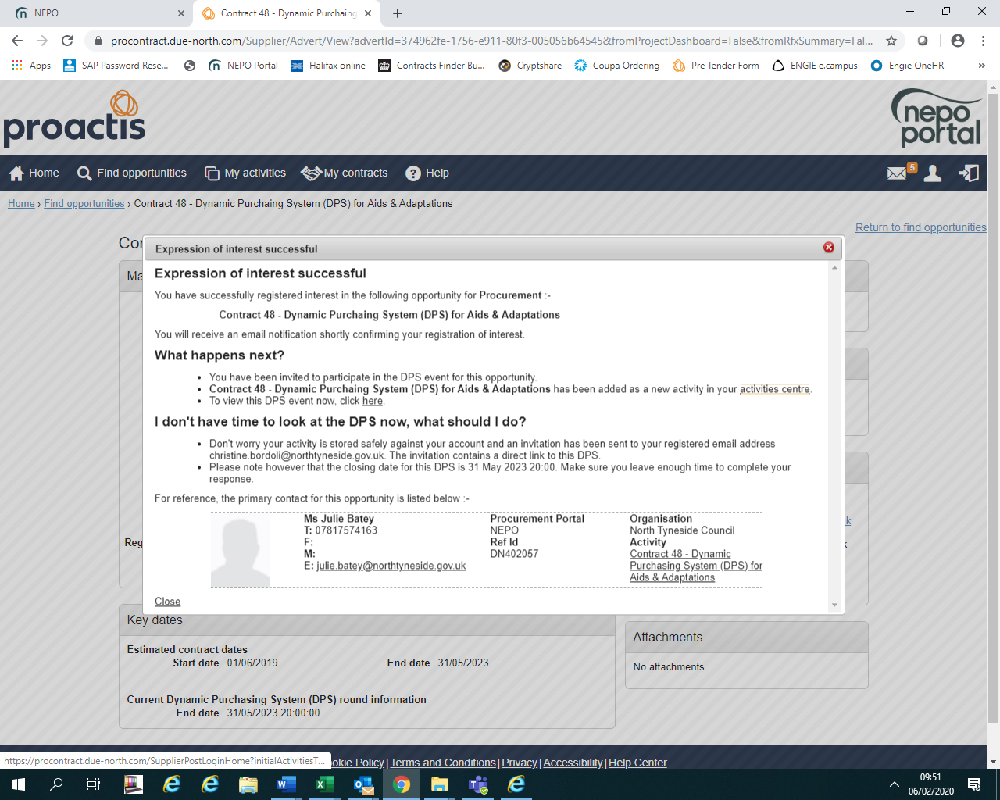 NEPO
Contract 48 - Dynamic Purchaing
procontract.due-north.com/Supplier/Advert/View?advertId=374962fe-1756-e911-80f3-005056b64545&fromProjectDashboard=False&fromRfxSummary=Fal...
Apps
SAP Password Rese...
NEPO Portal
Halifax online
Contracts Finder Bu...
Cryptshare
Coupa Ordering
Pre Tender Form
ENGIE e.campus
Engie OneHR
»
proactis
nepo
portal
Home
Find opportunities
My activities
My contracts
Help
5
Home › Find opportunities › Contract 48 - Dynamic Purchaing System (DPS) for Aids & Adaptations
Return to find opportunities
Con
Ma
Expression of interest successful
Expression of interest successful
You have successfully registered interest in the following opportunity for Procurement :-
Contract 48 - Dynamic Purchaing System (DPS) for Aids & Adaptations
You will receive an email notification shortly confirming your registration of interest.
What happens next?
• You have been invited to participate in the DPS event for this opportunity.
• Contract 48 - Dynamic Purchaing System (DPS) for Aids & Adaptations has been added as a new activity in your activities centre.
• To view this DPS event now, click here.
I don't have time to look at the DPS now, what should I do?
• Don't worry your activity is stored safely against your account and an invitation has been sent to your registered email address
christine.bordoli@northtyneside.gov.uk. The invitation contains a direct link to this DPS.
• Please note however that the closing date for this DPS is 31 May 2023 20:00. Make sure you leave enough time to complete your
response.
For reference, the primary contact for this opportunity is listed below :-
Ms Julie Batey
T: 07817574163
F:
M:
E: julie.batey@northtyneside.gov.uk
Procurement Portal
NEPO
Ref Id
DN402057
Organisation
North Tyneside Council
Activity
Contract 48 - Dynamic
Purchasing System (DPS) for
Aids & Adaptations
Close
Reg
k
Key dates
Estimated contract dates
Start date 01/06/2019
End date 31/05/2023
Current Dynamic Purchasing System (DPS) round information
End date 31/05/2023 20:00:00
Attachments
No attachments
https://procontract.due-north.com/SupplierPostLoginHome?initialActivitiesT...
okie Policy | Terms and Conditions | Privacy | Accessibility | Help Center
09:51
06/02/2020